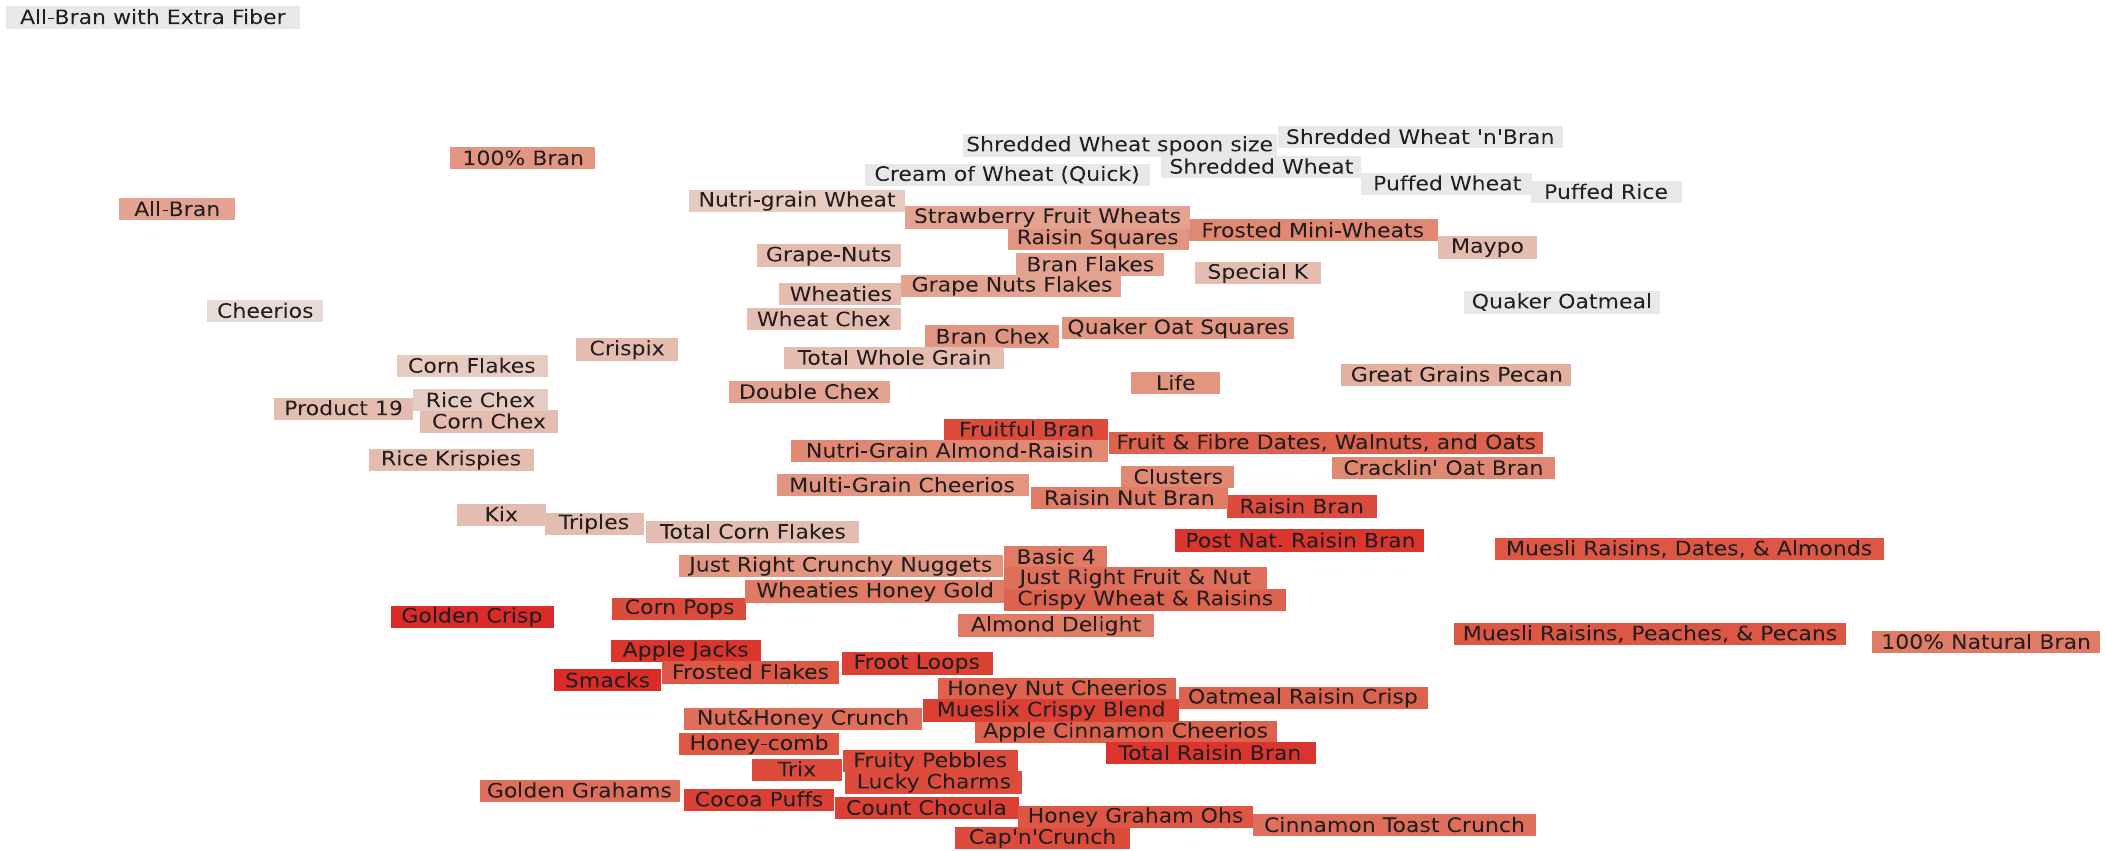 All-Bran with Extra Fiber
Shredded Wheat 'n'Bran
Shredded Wheat spoon size
100% Bran
Shredded Wheat
Cream of Wheat (Quick)
Puffed Wheat
Puffed Rice
Nutri-grain Wheat
All-Bran
Strawberry Fruit Wheats
Frosted Mini-Wheats
Raisin Squares
Maypo
Grape-Nuts
Bran Flakes
Special K
Grape Nuts Flakes
Wheaties
Quaker Oatmeal
Cheerios
Wheat Chex
Quaker Oat Squares
Bran Chex
Crispix
Total Whole Grain
Corn Flakes
Great Grains Pecan
Life
Double Chex
Rice Chex
Product 19
Corn Chex
Fruitful Bran
Fruit & Fibre Dates, Walnuts, and Oats
Nutri-Grain Almond-Raisin
Rice Krispies
Cracklin' Oat Bran
Clusters
Multi-Grain Cheerios
Raisin Nut Bran
Raisin Bran
Kix
Triples
Total Corn Flakes
Post Nat. Raisin Bran
Muesli Raisins, Dates, & Almonds
Basic 4
Just Right Crunchy Nuggets
Just Right Fruit & Nut
Wheaties Honey Gold
Crispy Wheat & Raisins
Corn Pops
Golden Crisp
Almond Delight
Muesli Raisins, Peaches, & Pecans
100% Natural Bran
Apple Jacks
Froot Loops
Frosted Flakes
Smacks
Honey Nut Cheerios
Oatmeal Raisin Crisp
Mueslix Crispy Blend
Nut&Honey Crunch
Apple Cinnamon Cheerios
Honey-comb
Total Raisin Bran
Fruity Pebbles
Trix
Lucky Charms
Golden Grahams
Cocoa Puffs
Count Chocula
Honey Graham Ohs
Cinnamon Toast Crunch
Cap'n'Crunch